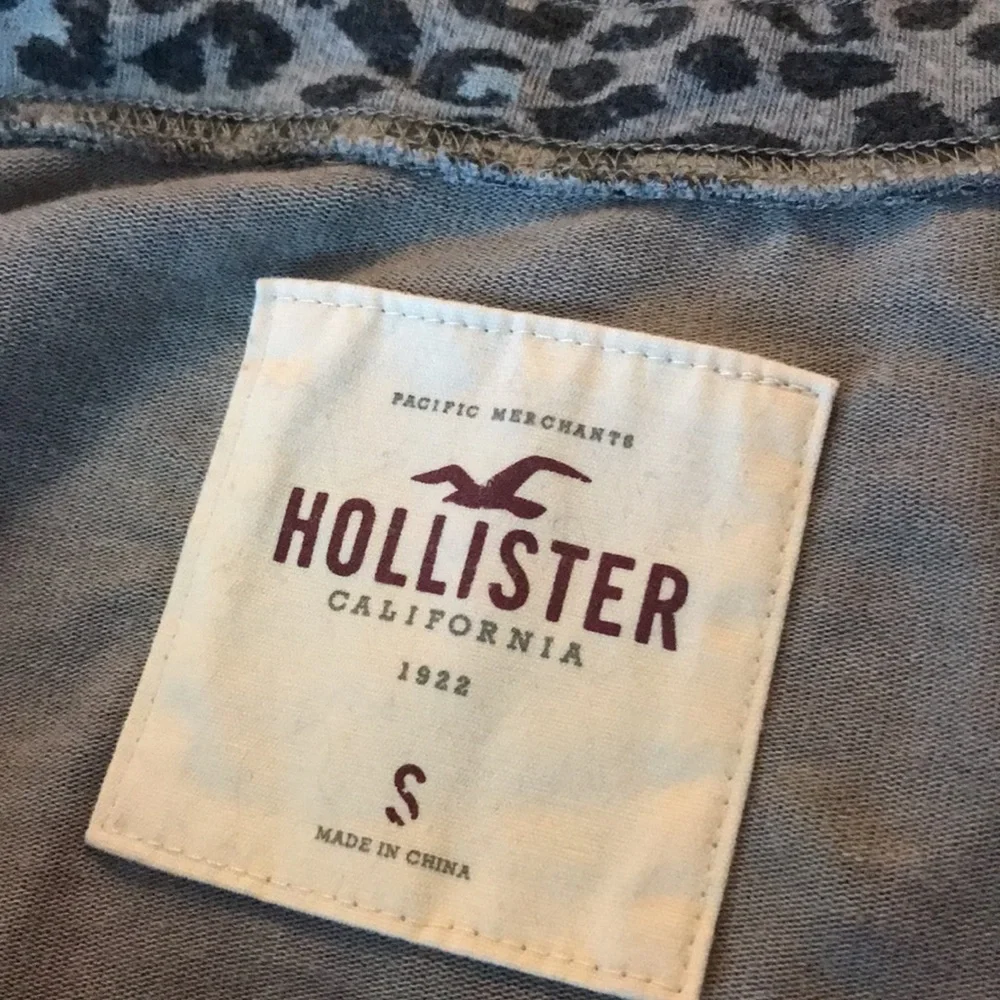 PACIFIC MERCHANTS
HOLLISTER
CALIFORNIA
1922
S
MADE IN CHINA